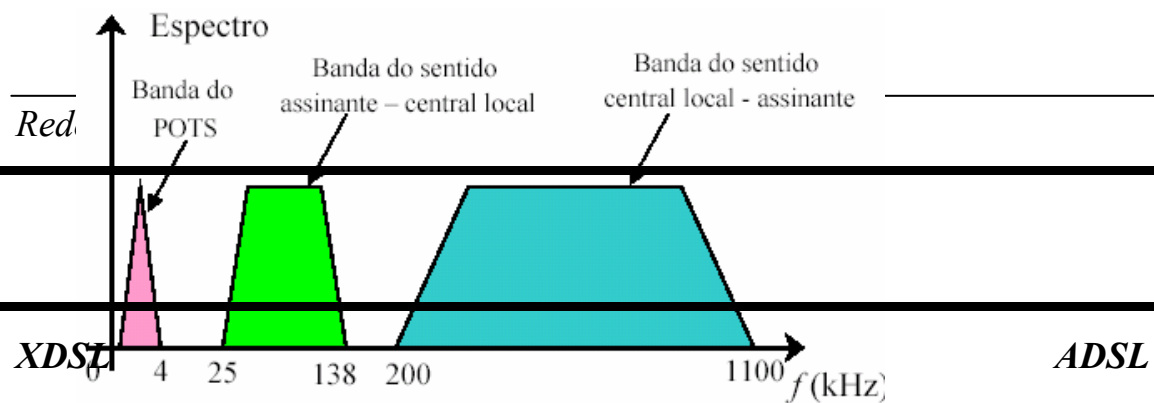 Espectro
Banda do sentido
assinante – central local
Banda do sentido
central local - assinante
Banda do
POTS
XDSL
0 4 25 138 200 1100 f (kHz)
ADSL